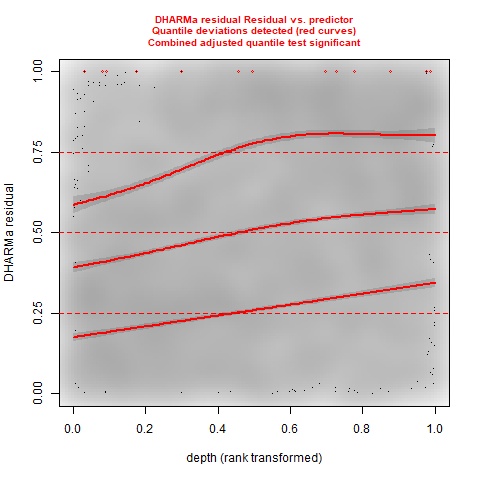 DHARMa residual Residual vs. predictor
Quantile deviations detected (red curves)
Combined adjusted quantile test significant
1.00
0.75
0.50
0.25
0.00
DHARMa residual
0.0 0.2 0.4 0.6 0.8 1.0
depth (rank transformed)